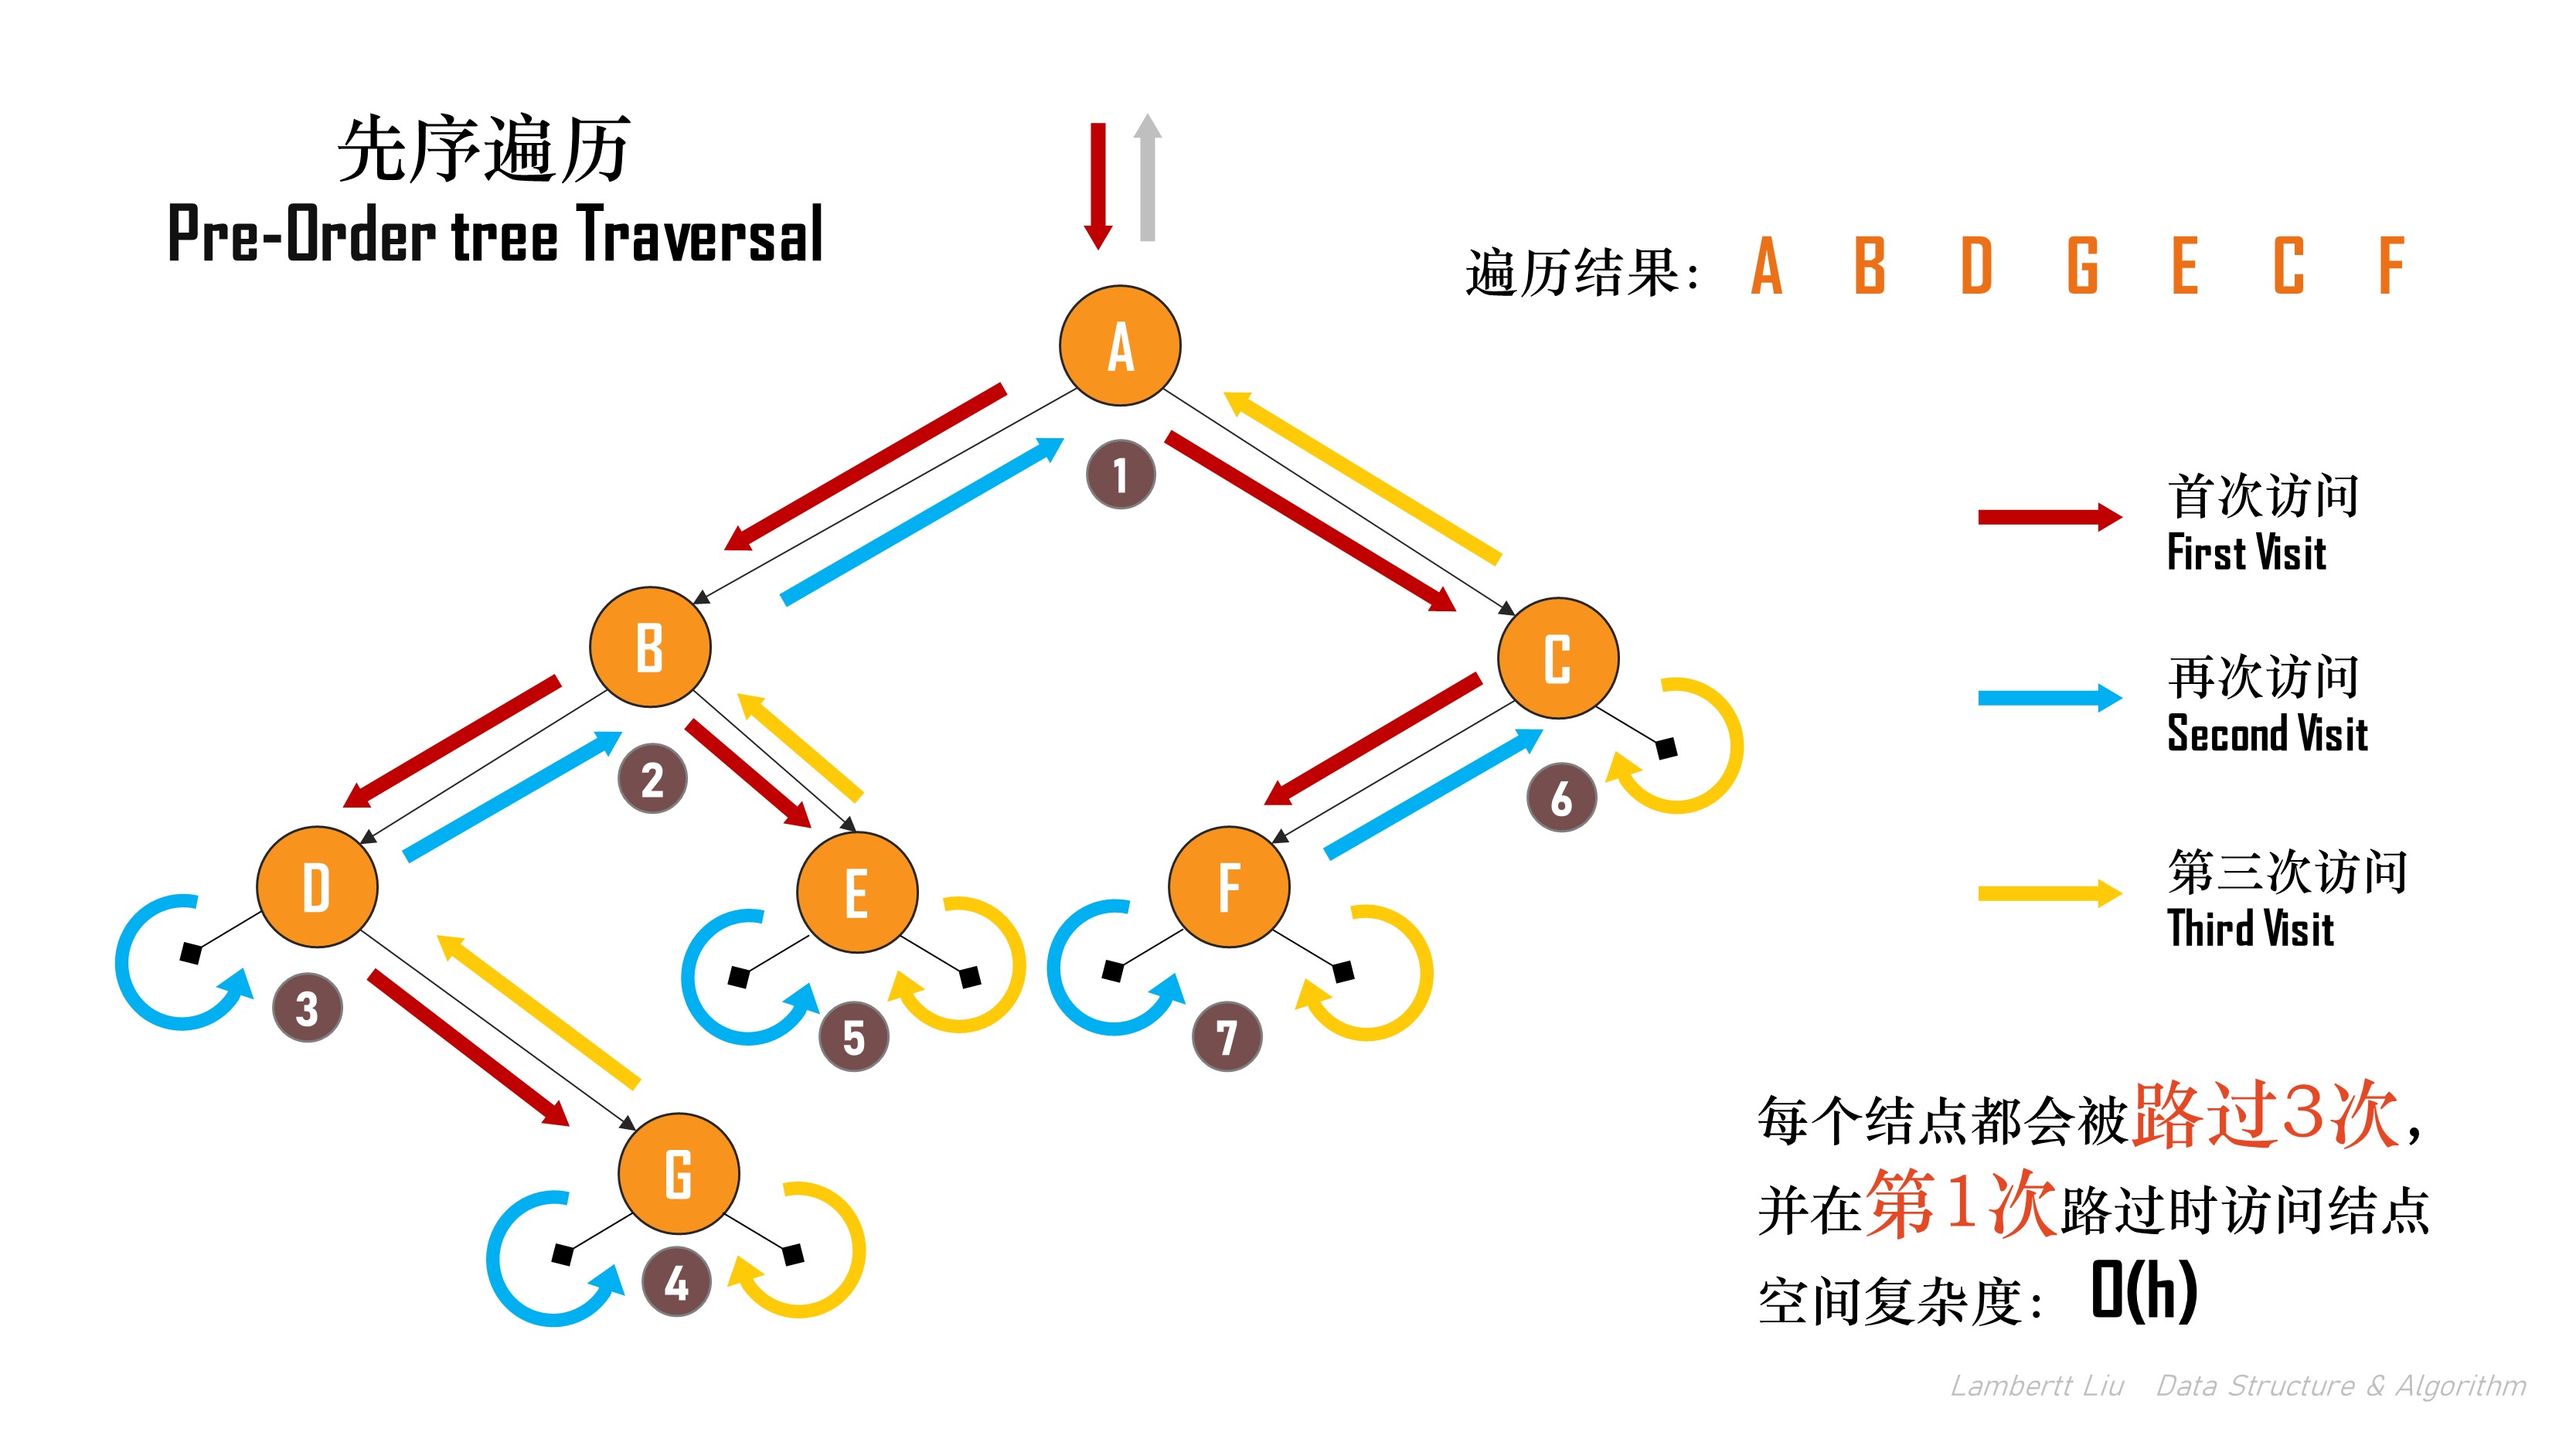 先序遍历
Pre-Order tree Traversal
遍历结果： A B D G E C F
A
1
B
C
2
6
D
E
F
3
5
7
G
4
首次访问
First Visit
再次访问
Second Visit
第三次访问
Third Visit
每个结点都会被路过3次，
并在第1次路过时访问结点
空间复杂度： O(h)
Lambertt Liu Data Structure & Algorithm